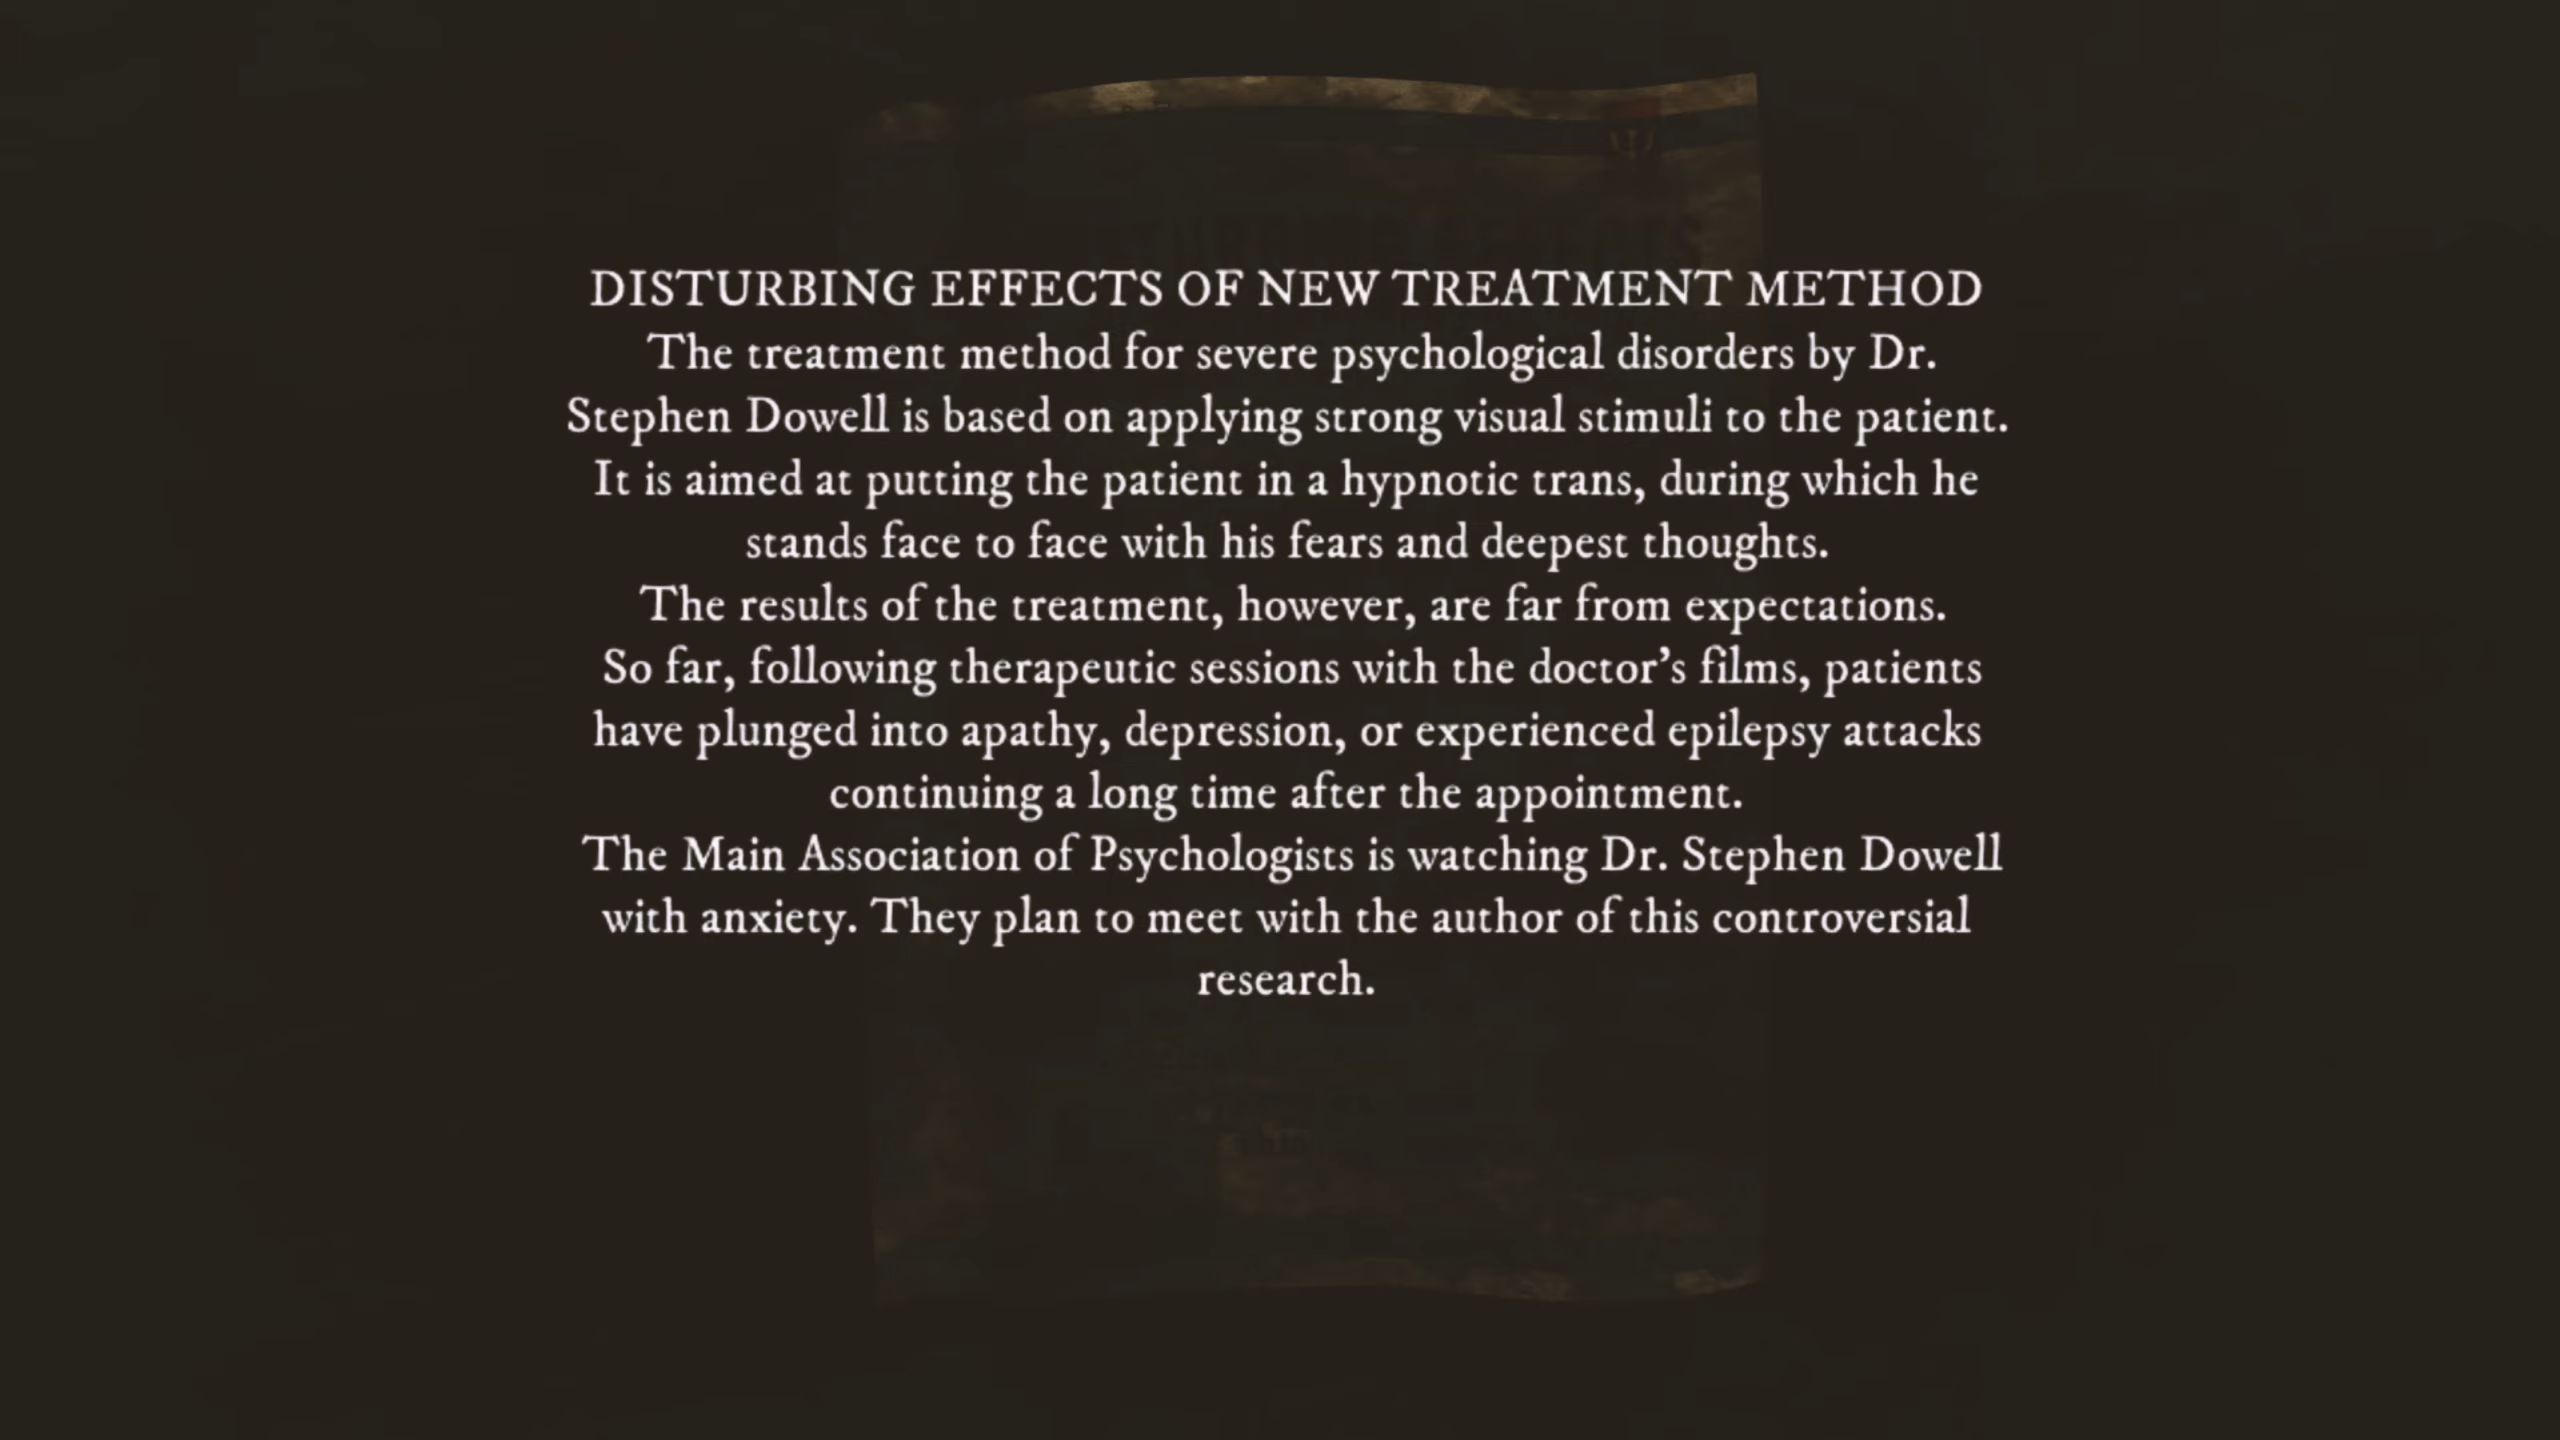 DISTURBING EFFECTS OF NEW TREATMENT METHOD
The treatment method for severe psychological disorders by Dr.
Stephen Dowell is based on applying strong visual stimuli to the patient.
It is aimed at putting the patient in a hypnotic trans, during which he
stands face to face with his fears and deepest thoughts.
The results of the treatment, however, are far from expectations.
So far, following therapeutic sessions with the doctor's films, patients
have plunged into apathy, depression, or experienced epilepsy attacks
continuing a long time after the appointment.
The Main Association of Psychologists is watching Dr. Stephen Dowell
with anxiety. They plan to meet with the author of this controversial
research.